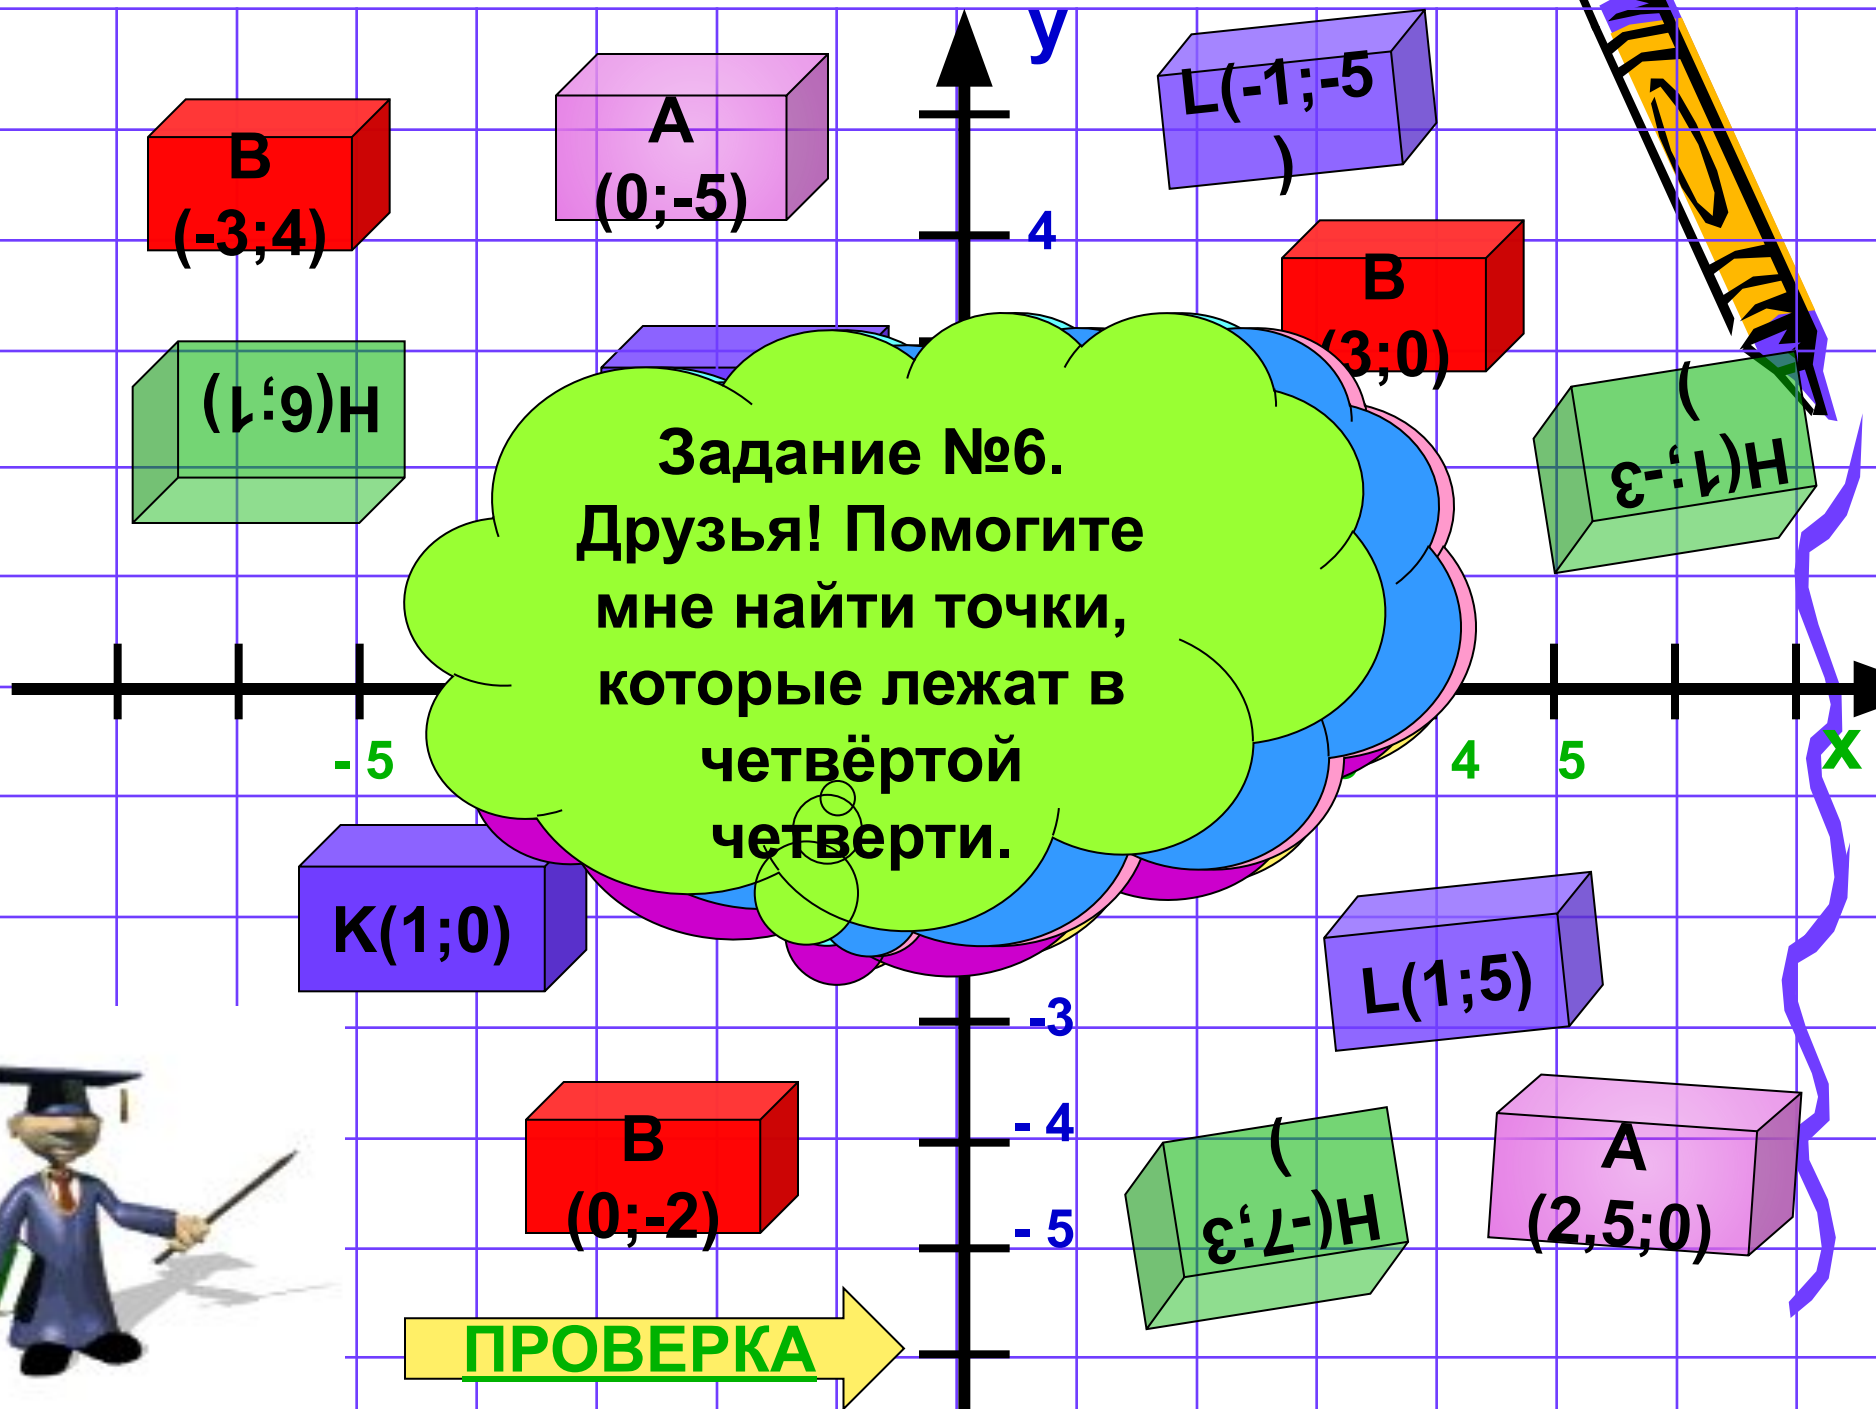 у
L(-1;-5
)
В
(-3;4)
А
(0;-5)
4
В
(3;0)
Н(6;1)
Н(1;-3
)
Задание №6.
Друзья! Помогите
мне найти точки,
которые лежат в
четвёртой
четверти.
- 5
4
5
х
K(1;0)
L(1;5)
-3
- 4
- 5
В
(0;-2)
Н(-7;3
)
А
(2,5;0)
ПРОВЕРКА